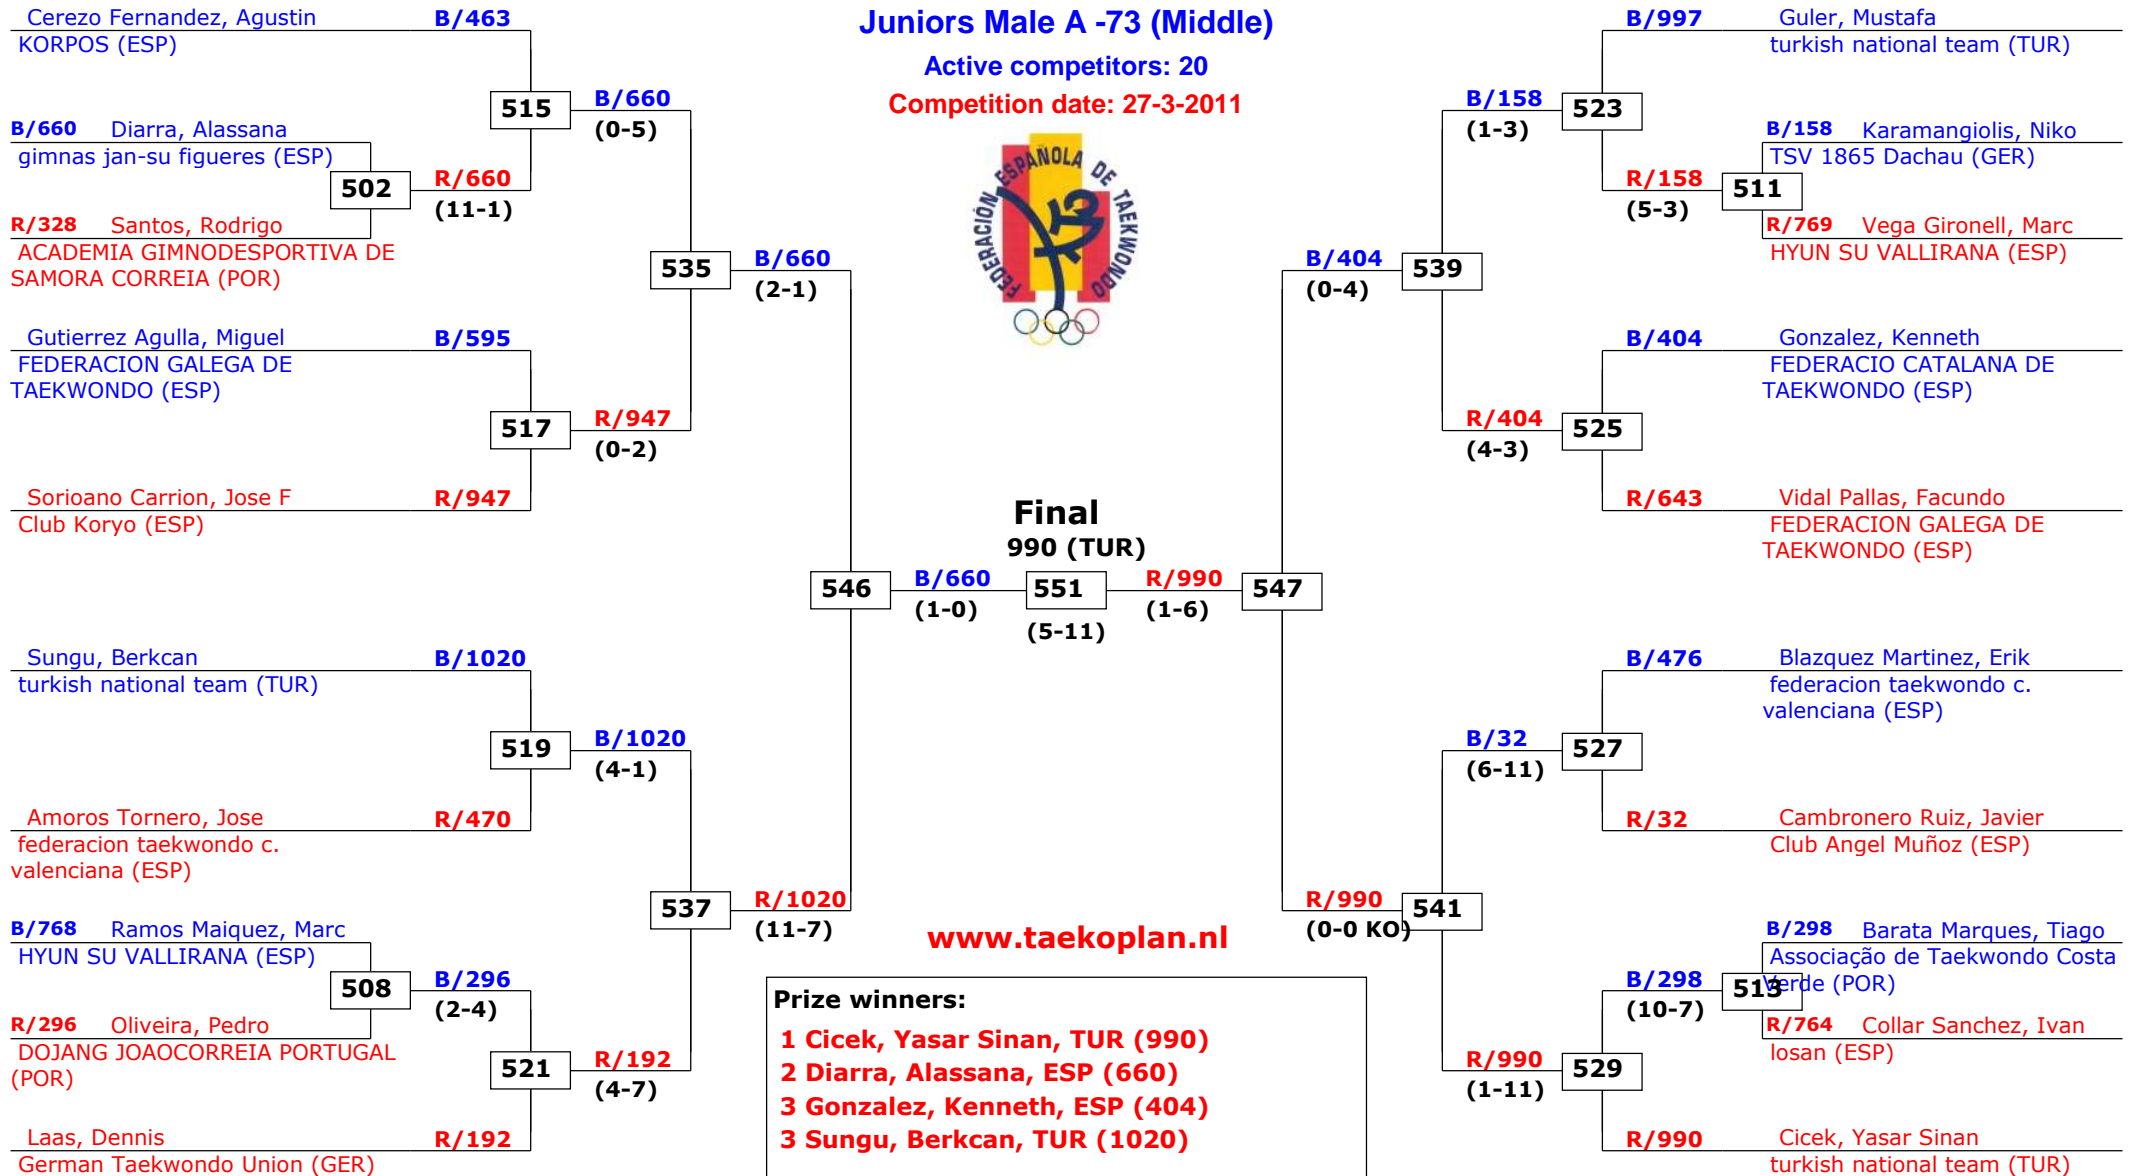 Juniors Male A -73 (Middle)
Active competitors: 20
Competition date: 27-3-2011
FEDERACIÓN ESPAÑOLA DE TAEKWONDO
Cerezo Fernandez, Agustin B/463
KORPOS (ESP)
515
B/660
(0-5)
B/660 Diarra, Alassana
gimnas jan-su figueres (ESP)
502
R/660
(11-1)
R/328 Santos, Rodrigo
ACADEMIA GIMNODESPORTIVA DE
SAMORA CORREIA (POR)
535
B/660
(2-1)
Gutierrez Agulla, Miguel B/595
FEDERACION GALEGA DE
TAEKWONDO (ESP)
517
R/947
(0-2)
Sorioano Carrion, Jose F R/947
Club Koryo (ESP)
546
B/660
(1-0)
Sungu, Berkcan B/1020
turkish national team (TUR)
519
B/1020
(4-1)
Amoros Tornero, Jose R/470
federacion taekwondo c.
valenciana (ESP)
537
R/1020
(11-7)
B/768 Ramos Maiquez, Marc
HYUN SU VALLIRANA (ESP)
508
B/296
(2-4)
R/296 Oliveira, Pedro
DOJANG JOAOCORREIA PORTUGAL
(POR)
521
R/192
(4-7)
Laas, Dennis R/192
German Taekwondo Union (GER)
Final
990 (TUR)
551
(5-11)
R/990
(1-6)
547
B/997 Guler, Mustafa
turkish national team (TUR)
B/158
(1-3)
523
B/158 Karamangiolis, Niko
TSV 1865 Dachau (GER)
R/158
(5-3)
511
R/769 Vega Gironell, Marc
HYUN SU VALLIRANA (ESP)
B/404
(0-4)
539
B/404 Gonzalez, Kenneth
FEDERACIO CATALANA DE
TAEKWONDO (ESP)
R/404
(4-3)
525
R/643 Vidal Pallas, Facundo
FEDERACION GALEGA DE
TAEKWONDO (ESP)
B/476 Blazquez Martinez, Erik
federacion taekwondo c.
valenciana (ESP)
B/32
(6-11)
527
R/32 Cambronero Ruiz, Javier
Club Angel Muñoz (ESP)
R/990
(0-0 KO)
541
B/298 Barata Marques, Tiago
Associação de Taekwondo Costa
Verde (POR)
B/298
(10-7)
513
R/764 Collar Sanchez, Ivan
losan (ESP)
R/990
(1-11)
529
R/990 Cicek, Yasar Sinan
turkish national team (TUR)
www.taekoplan.nl
Prize winners:
1 Cicek, Yasar Sinan, TUR (990)
2 Diarra, Alassana, ESP (660)
3 Gonzalez, Kenneth, ESP (404)
3 Sungu, Berkcan, TUR (1020)